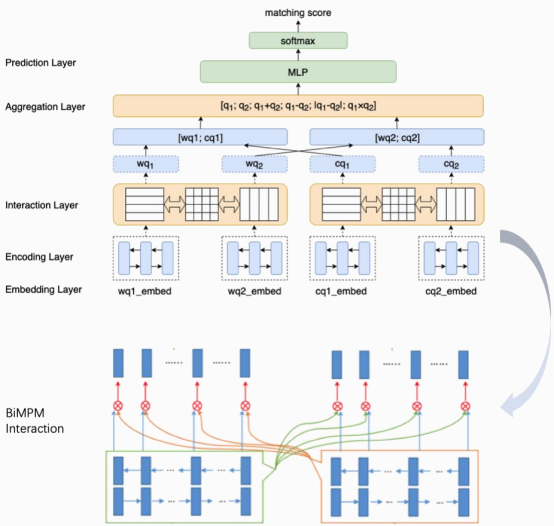 matching score
softmax
Prediction Layer
MLP
Aggregation Layer
[q1; q2; q1+q2; q1-q2; |q1-q2|; q1×q2]
[wq1; cq1]
[wq2; cq2]
wq1
wq2
cq1
cq2
Interaction Layer
Encoding Layer
Embedding Layer
wq1_embed
wq2_embed
cq1_embed
cq2_embed
BiMPM
Interaction